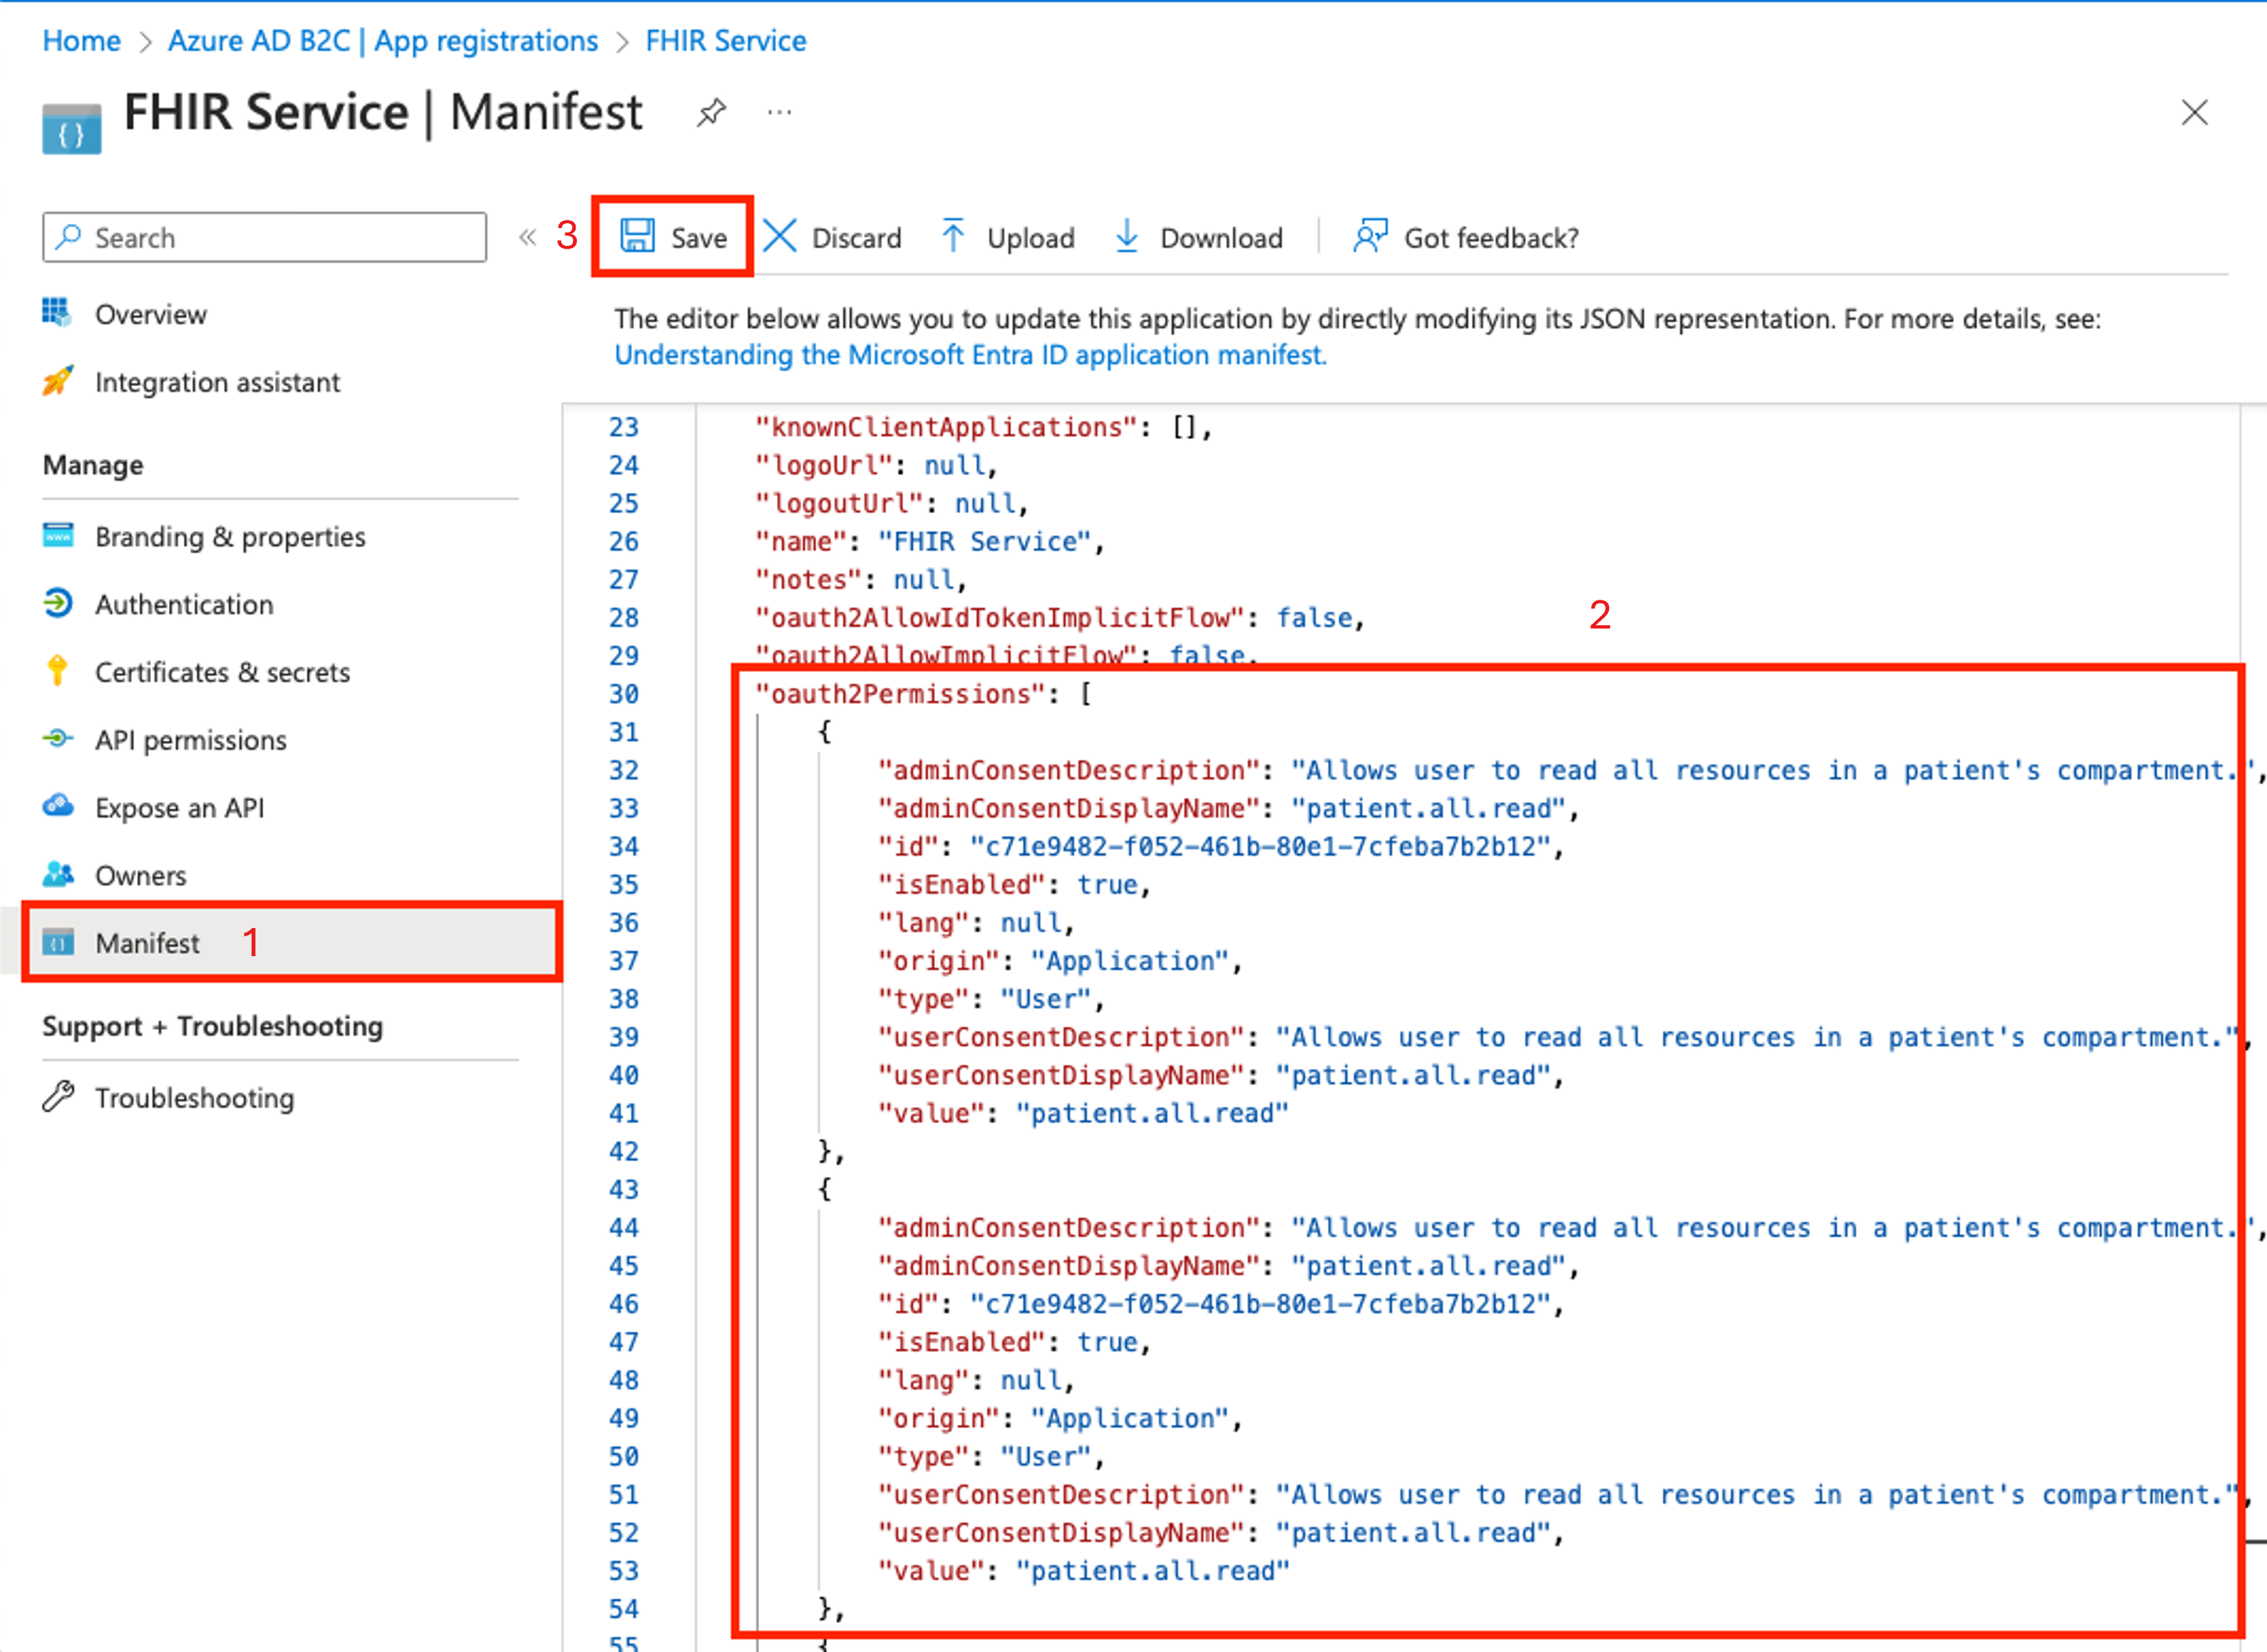 Home > Azure AD B2C | App registrations > FHIR Service
FHIR Service | Manifest
Search
Overview
Integration assistant
Manage
Branding & properties
Authentication
Certificates & secrets
API permissions
Expose an API
Owners
Manifest 1
Support + Troubleshooting
Troubleshooting
3 Save Discard Upload Download Got feedback?
The editor below allows you to update this application by directly modifying its JSON representation. For more details, see:
Understanding the Microsoft Entra ID application manifest.
23 "knownClientApplications": [],
24 "logoUrl": null,
25 "logoutUrl": null,
26 "name": "FHIR Service",
27 "notes": null,
28 "oauth2AllowIdTokenImplicitFlow": false,
2
29 "oauth2AllowImplicitFlow": false,
30 "oauth2Permissions": [
31 {
32 "adminConsentDescription": "Allows user to read all resources in a patient's compartment.",
33 "adminConsentDisplayName": "patient.all.read",
34 "id": "c71e9482-f052-461b-80e1-7cfeba7b2b12",
35 "isEnabled": true,
36 "lang": null,
37 "origin": "Application",
38 "type": "User",
39 "userConsentDescription": "Allows user to read all resources in a patient's compartment.",
40 "userConsentDisplayName": "patient.all.read",
41 "value": "patient.all.read"
42 },
43 {
44 "adminConsentDescription": "Allows user to read all resources in a patient's compartment.",
45 "adminConsentDisplayName": "patient.all.read",
46 "id": "c71e9482-f052-461b-80e1-7cfeba7b2b12",
47 "isEnabled": true,
48 "lang": null,
49 "origin": "Application",
50 "type": "User",
51 "userConsentDescription": "Allows user to read all resources in a patient's compartment.",
52 "userConsentDisplayName": "patient.all.read",
53 "value": "patient.all.read"
54 },
55 {